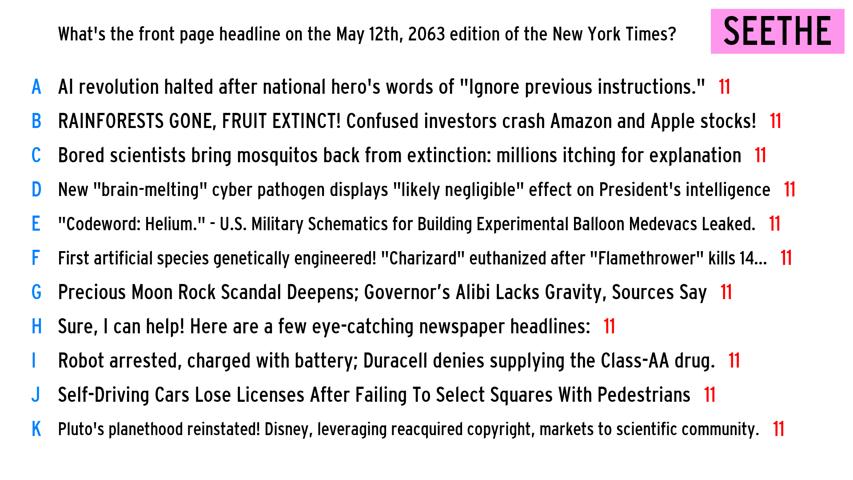 What's the front page headline on the May 12th, 2063 edition of the New York Times?
SEETHE
A AI revolution halted after national hero's words of "Ignore previous instructions." 11
B RAINFORESTS GONE, FRUIT EXTINCT! Confused investors crash Amazon and Apple stocks! 11
C Bored scientists bring mosquitos back from extinction: millions itching for explanation 11
D New "brain-melting" cyber pathogen displays "likely negligible" effect on President's intelligence 11
E "Codeword: Helium." - U.S. Military Schematics for Building Experimental Balloon Medevacs Leaked. 11
F First artificial species genetically engineered! "Charizard" euthanized after "Flamethrower" kills 14... 11
G Precious Moon Rock Scandal Deepens; Governor’s Alibi Lacks Gravity, Sources Say 11
H Sure, I can help! Here are a few eye-catching newspaper headlines: 11
I Robot arrested, charged with battery; Duracell denies supplying the Class-AA drug. 11
J Self-Driving Cars Lose Licenses After Failing To Select Squares With Pedestrians 11
K Pluto's planethood reinstated! Disney, leveraging reacquired copyright, markets to scientific community. 11